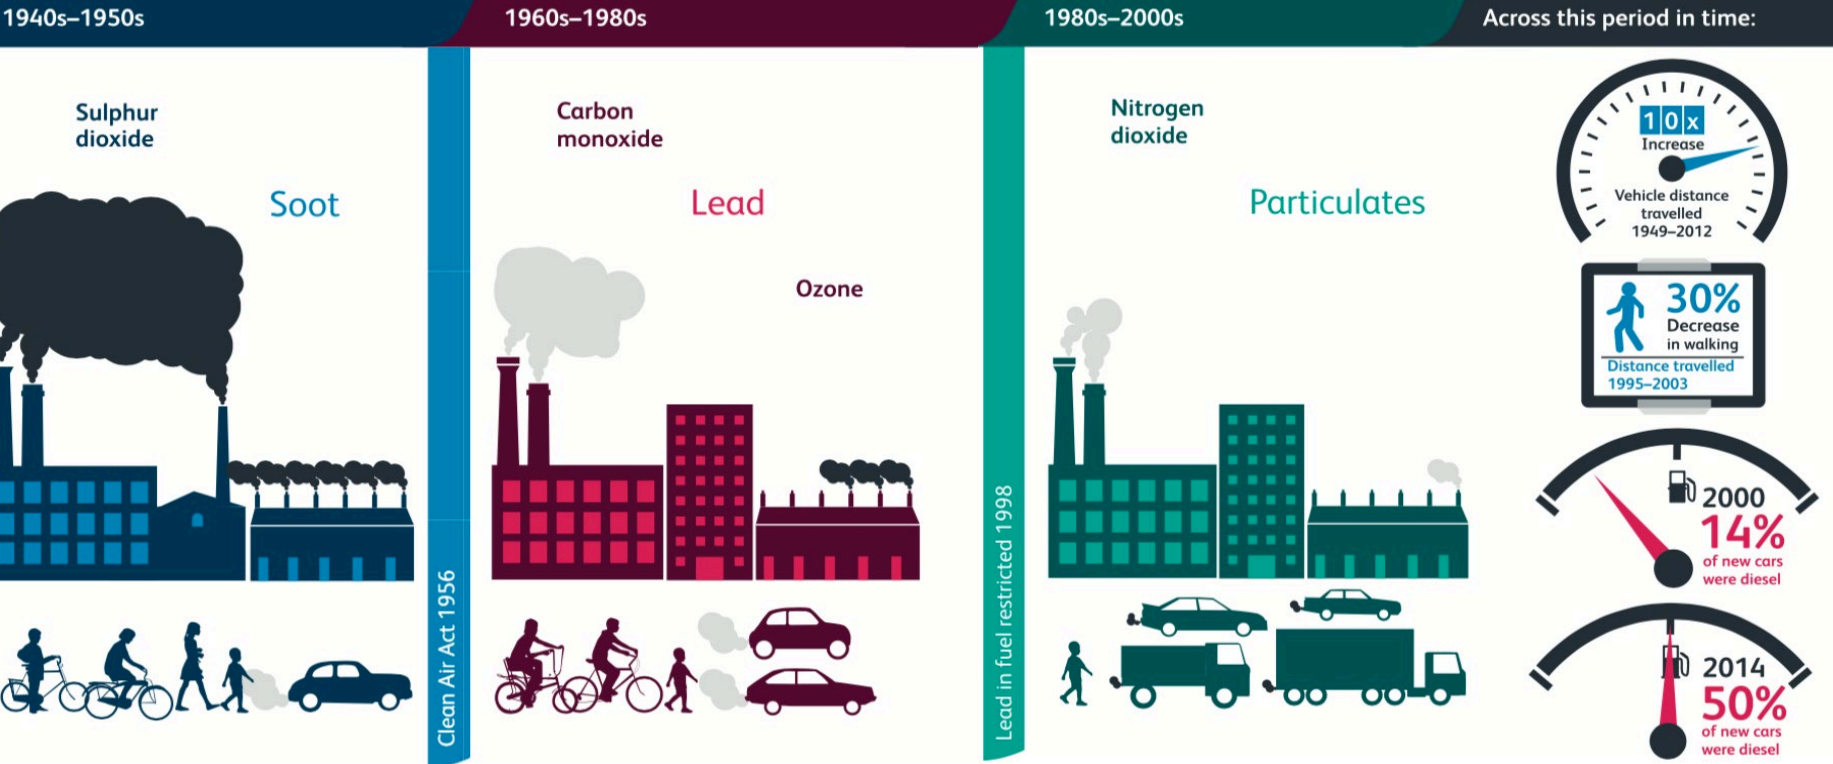 1940s–1950s
Sulphur
dioxide
Soot
Clean Air Act 1956
1960s–1980s
Carbon
monoxide
Lead
Ozone
Lead in fuel restricted 1998
1980s–2000s
Nitrogen
dioxide
Particulates
Across this period in time:
10x
Increase
Vehicle distance
travelled
1949–2012
30%
Decrease
in walking
Distance travelled
1995–2003
2000
14%
of new cars
were diesel
2014
50%
of new cars
were diesel